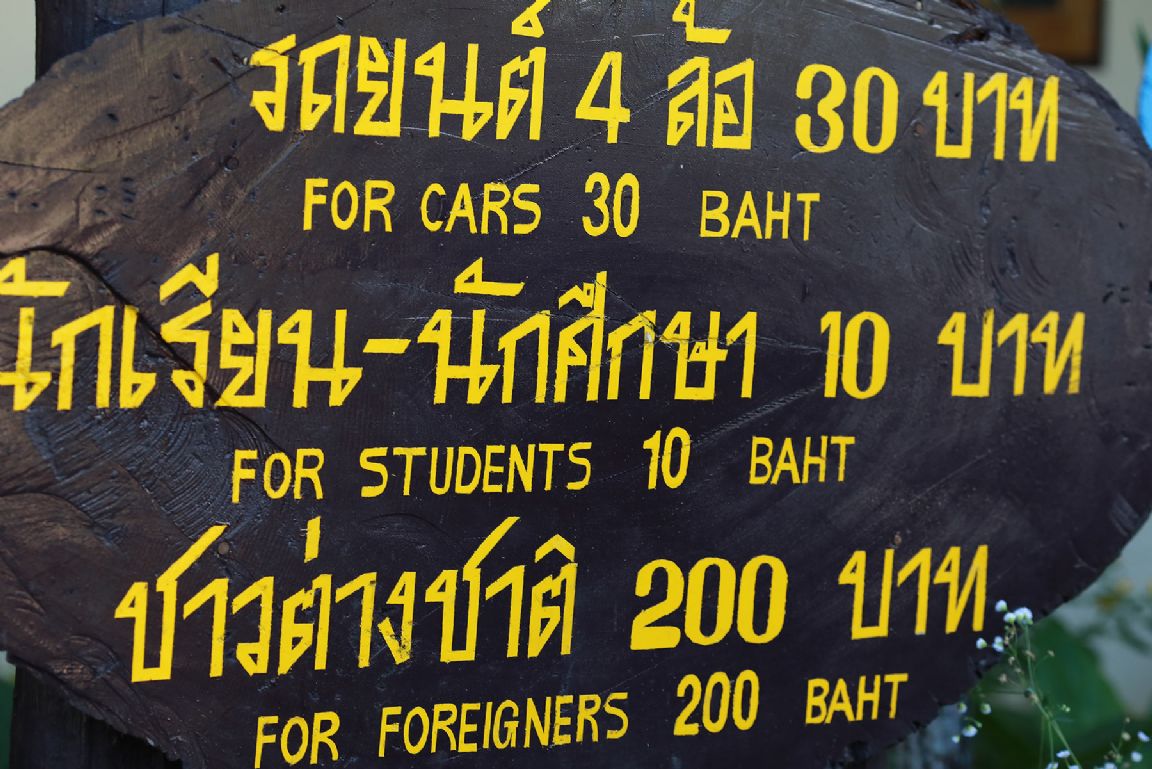 รถยนต์ 4 ล้อ 30 บาท
FOR CARS 30 BAHT
นักเรียน-นักศึกษา 10 บาท
FOR STUDENTS 10 BAHT
ชาวต่างชาติ 200 บาท
FOR FOREIGNERS 200 BAHT